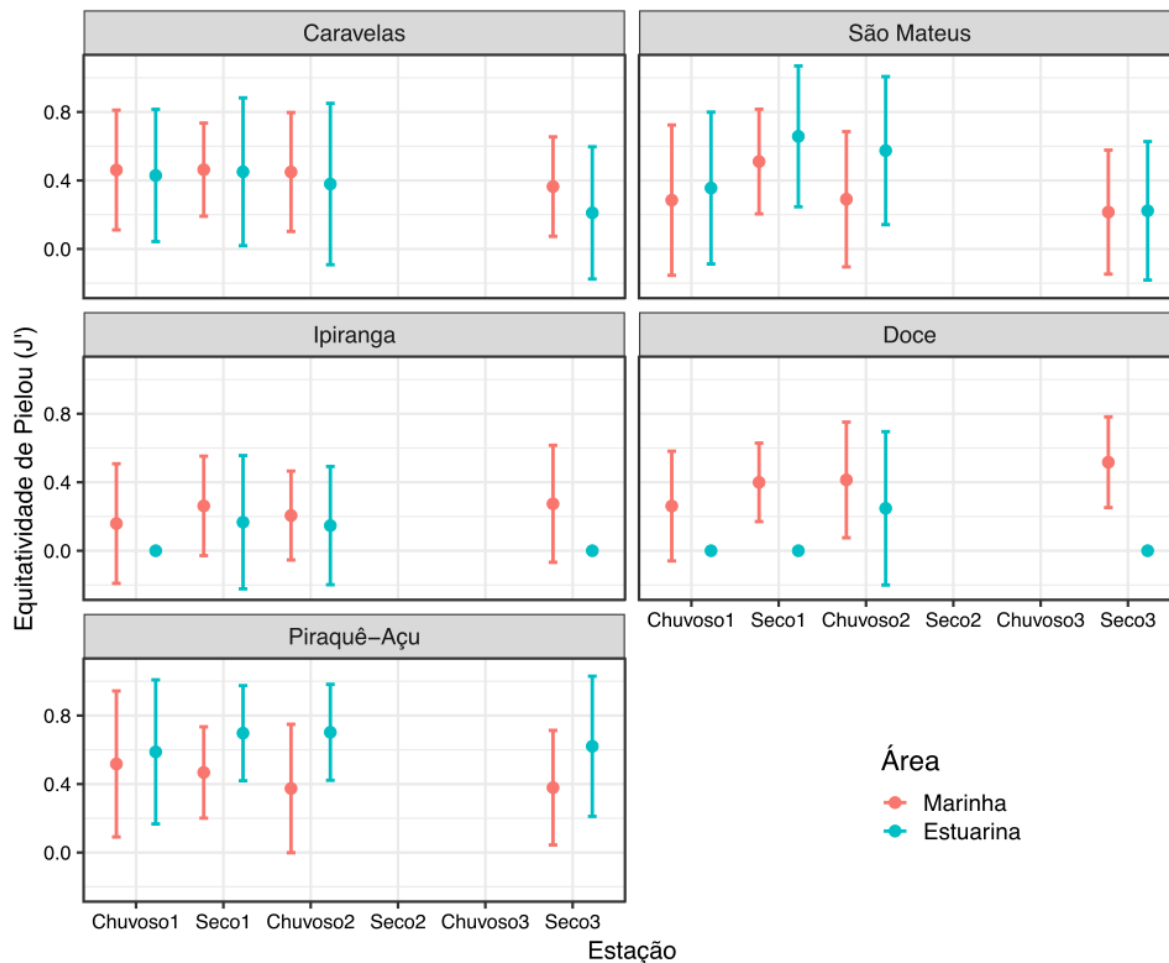 Caravelas
São Mateus
0.8
0.4
0.0
Ipiranga
Doce
Equitatividade de Pielou (J')
0.8
0.4
0.0
Chuvoso1 Seco1 Chuvoso2 Seco2 Chuvoso3 Seco3
Piraquê−Açu
0.8
0.4
0.0
Área
Marinha
Estuarina
Chuvoso1 Seco1 Chuvoso2 Seco2 Chuvoso3 Seco3
Estação